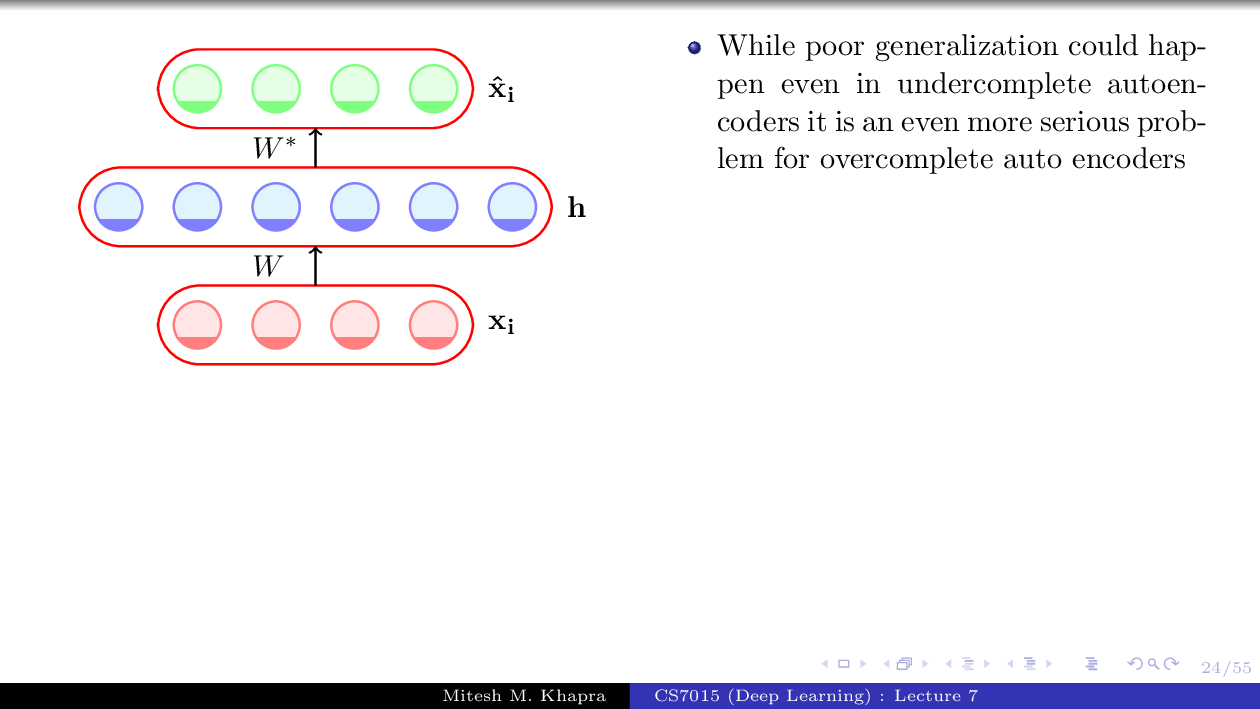 x̂ᵢ
W*
h
W
xᵢ
While poor generalization could hap-
pen even in undercomplete autoen-
coders it is an even more serious prob-
lem for overcomplete auto encoders
24/55
Mitesh M. Khapra
CS7015 (Deep Learning) : Lecture 7